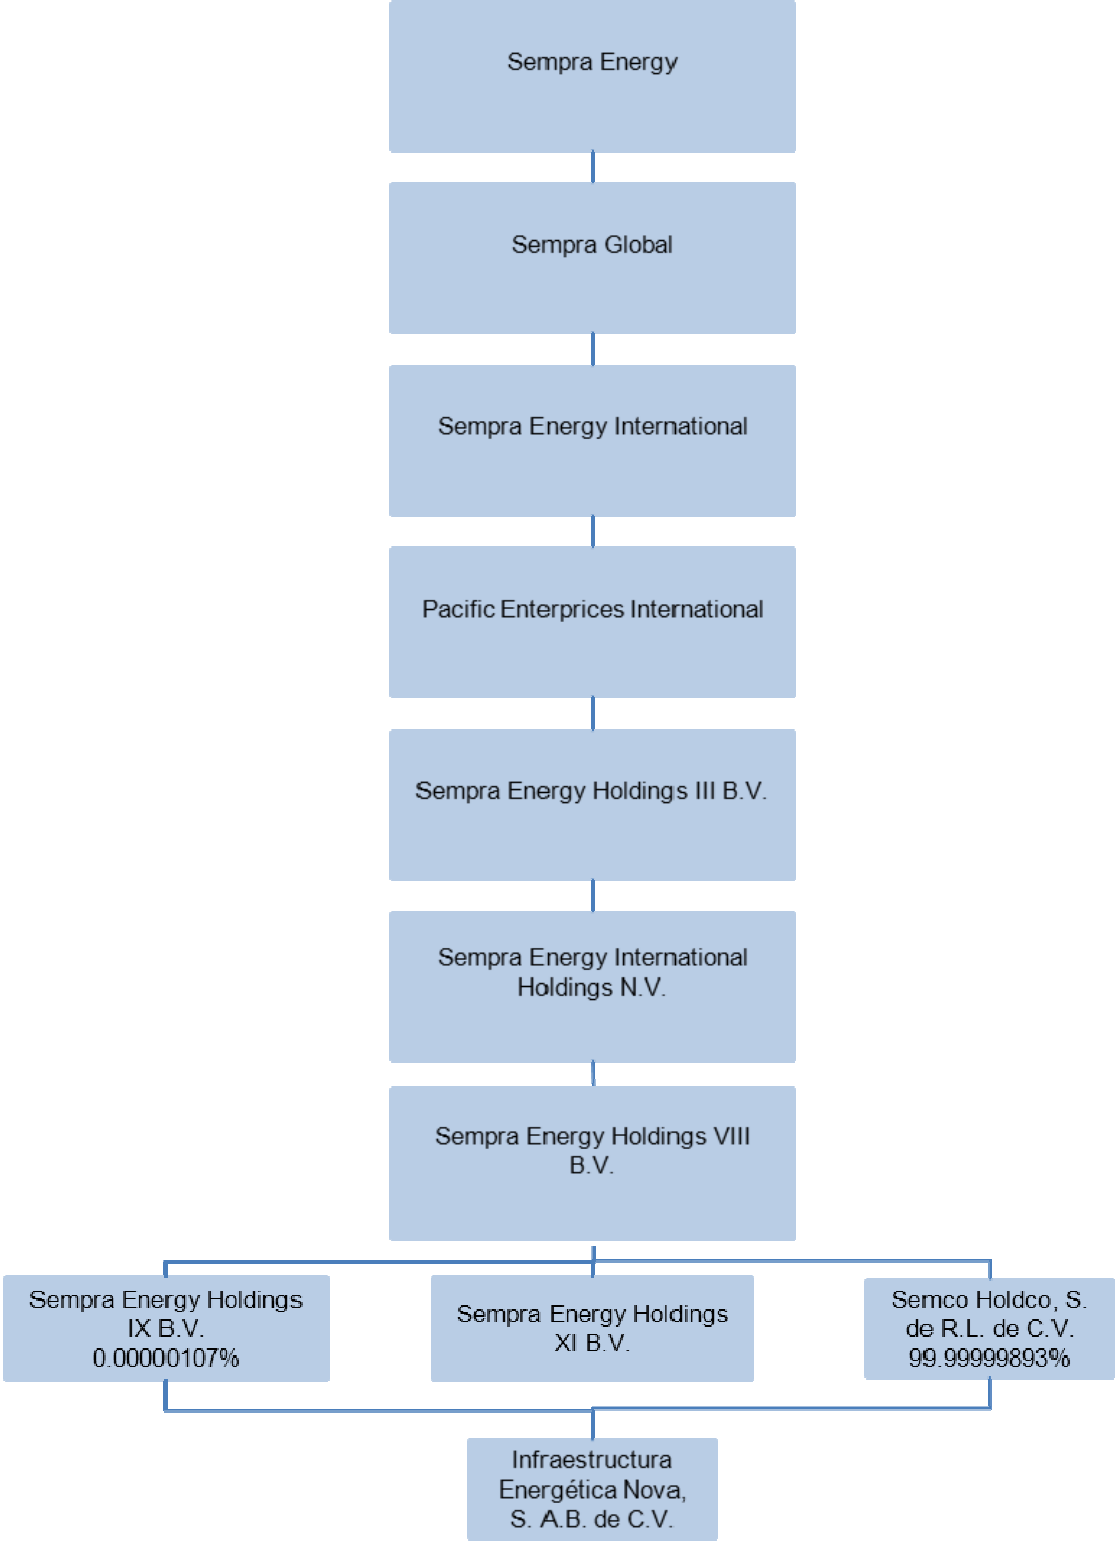 Sempra Energy
Sempra Global
Sempra Energy International
Pacific Enterprices International
Sempra Energy Holdings III B.V.
Sempra Energy International
Holdings N.V.
Sempra Energy Holdings VIII
B.V.
Sempra Energy Holdings
IX B.V.
0.00000107%
Sempra Energy Holdings
XI B.V.
Semco Holdco, S.
de R.L. de C.V.
99.99999893%
Infraestructura
Energética Nova,
S. A.B. de C.V.